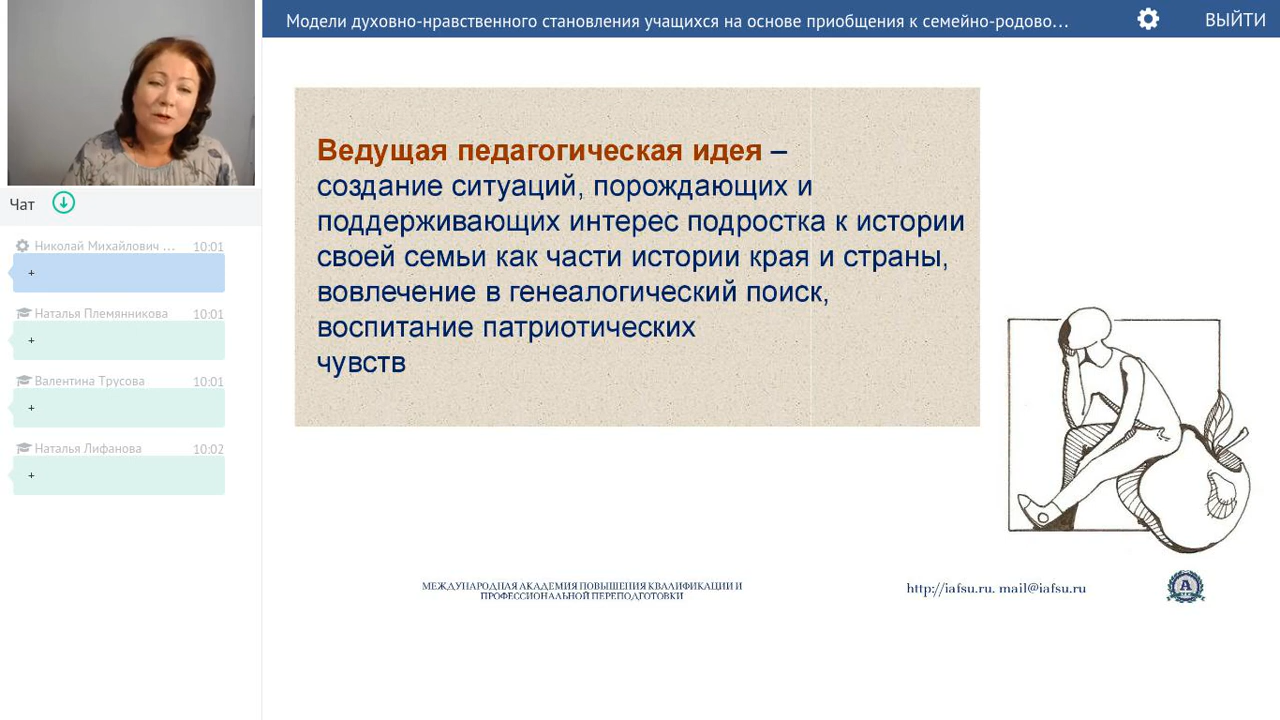 Модели духовно-нравственного становления учащихся на основе приобщения к семейно-родово...
ВЫЙТИ
Чат
Николай Михайлович ... 10:01
+
Наталья Племянникова 10:01
+
Валентина Трусова 10:01
+
Наталья Лифанова 10:02
+
Ведущая педагогическая идея –
создание ситуаций, порождающих и
поддерживающих интерес подростка к истории
своей семьи как части истории края и страны,
вовлечение в генеалогический поиск,
воспитание патриотических
чувств
МЕЖДУНАРОДНАЯ АКАДЕМИЯ ПОВЫШЕНИЯ КВАЛИФИКАЦИИ И
ПРОФЕССИОНАЛЬНОЙ ПЕРЕПОДГОТОВКИ
http://iafsu.ru, mail@iafsu.ru
А